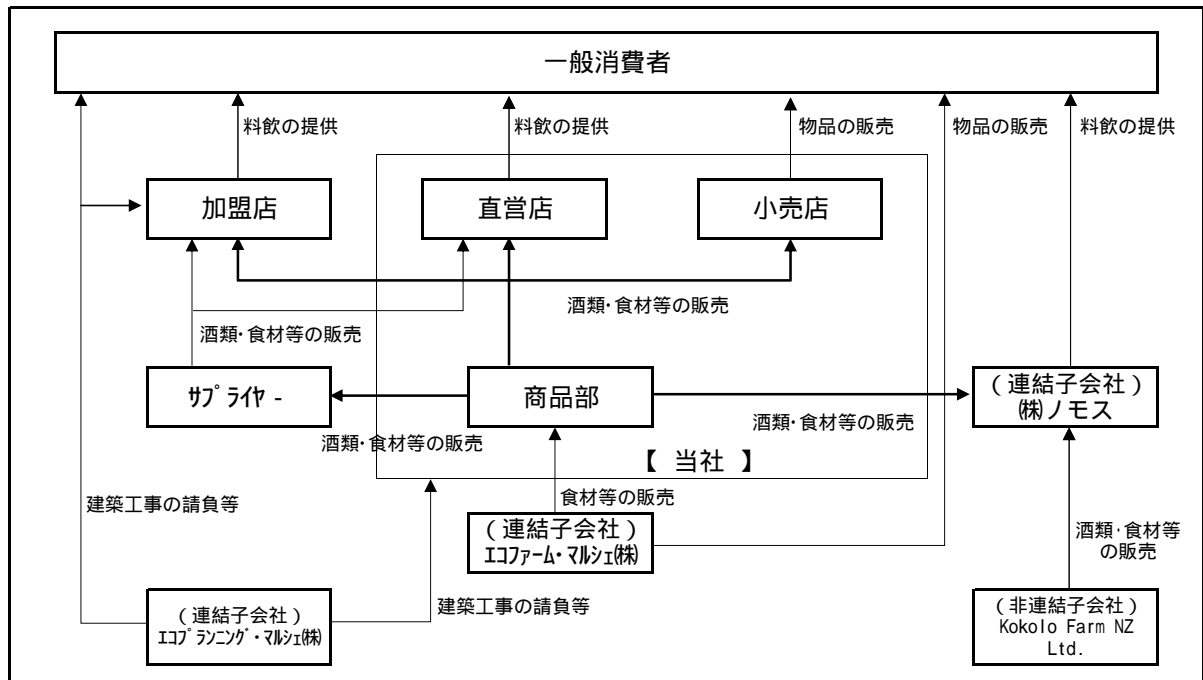 一般消費者
料飲の提供
料飲の提供
物品の販売
物品の販売
料飲の提供
加盟店
直営店
小売店
酒類・食材等の販売
酒類・食材等の販売
ｻﾌﾟﾗｲﾔ-
商品部
(連結子会社)
㈱ノモス
酒類・食材等の販売
酒類・食材等の販売
【 当社 】
建築工事の請負等
食材等の販売
(連結子会社)
ｴｺﾌｧｰﾑ・ﾏﾙｼｪ㈱
酒類・食材等
の販売
建築工事の請負等
(連結子会社)
ｴｺﾌﾟﾗﾝﾆﾝｸﾞ・ﾏﾙｼｪ㈱
(非連結子会社)
Kokolo Farm NZ
Ltd.